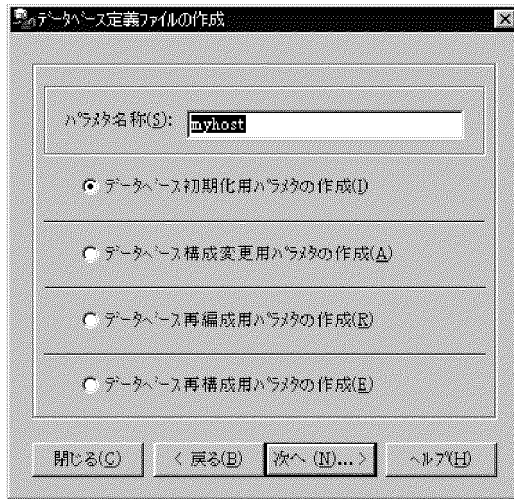 データベース定義ファイルの作成
パラメタ名称(S): myhost
データベース初期化用パラメタの作成(I)
データベース構成変更用パラメタの作成(A)
データベース再編成用パラメタの作成(R)
データベース再構成用パラメタの作成(E)
閉じる(C) < 戻る(B) 次へ (N)... > ヘルプ(H)